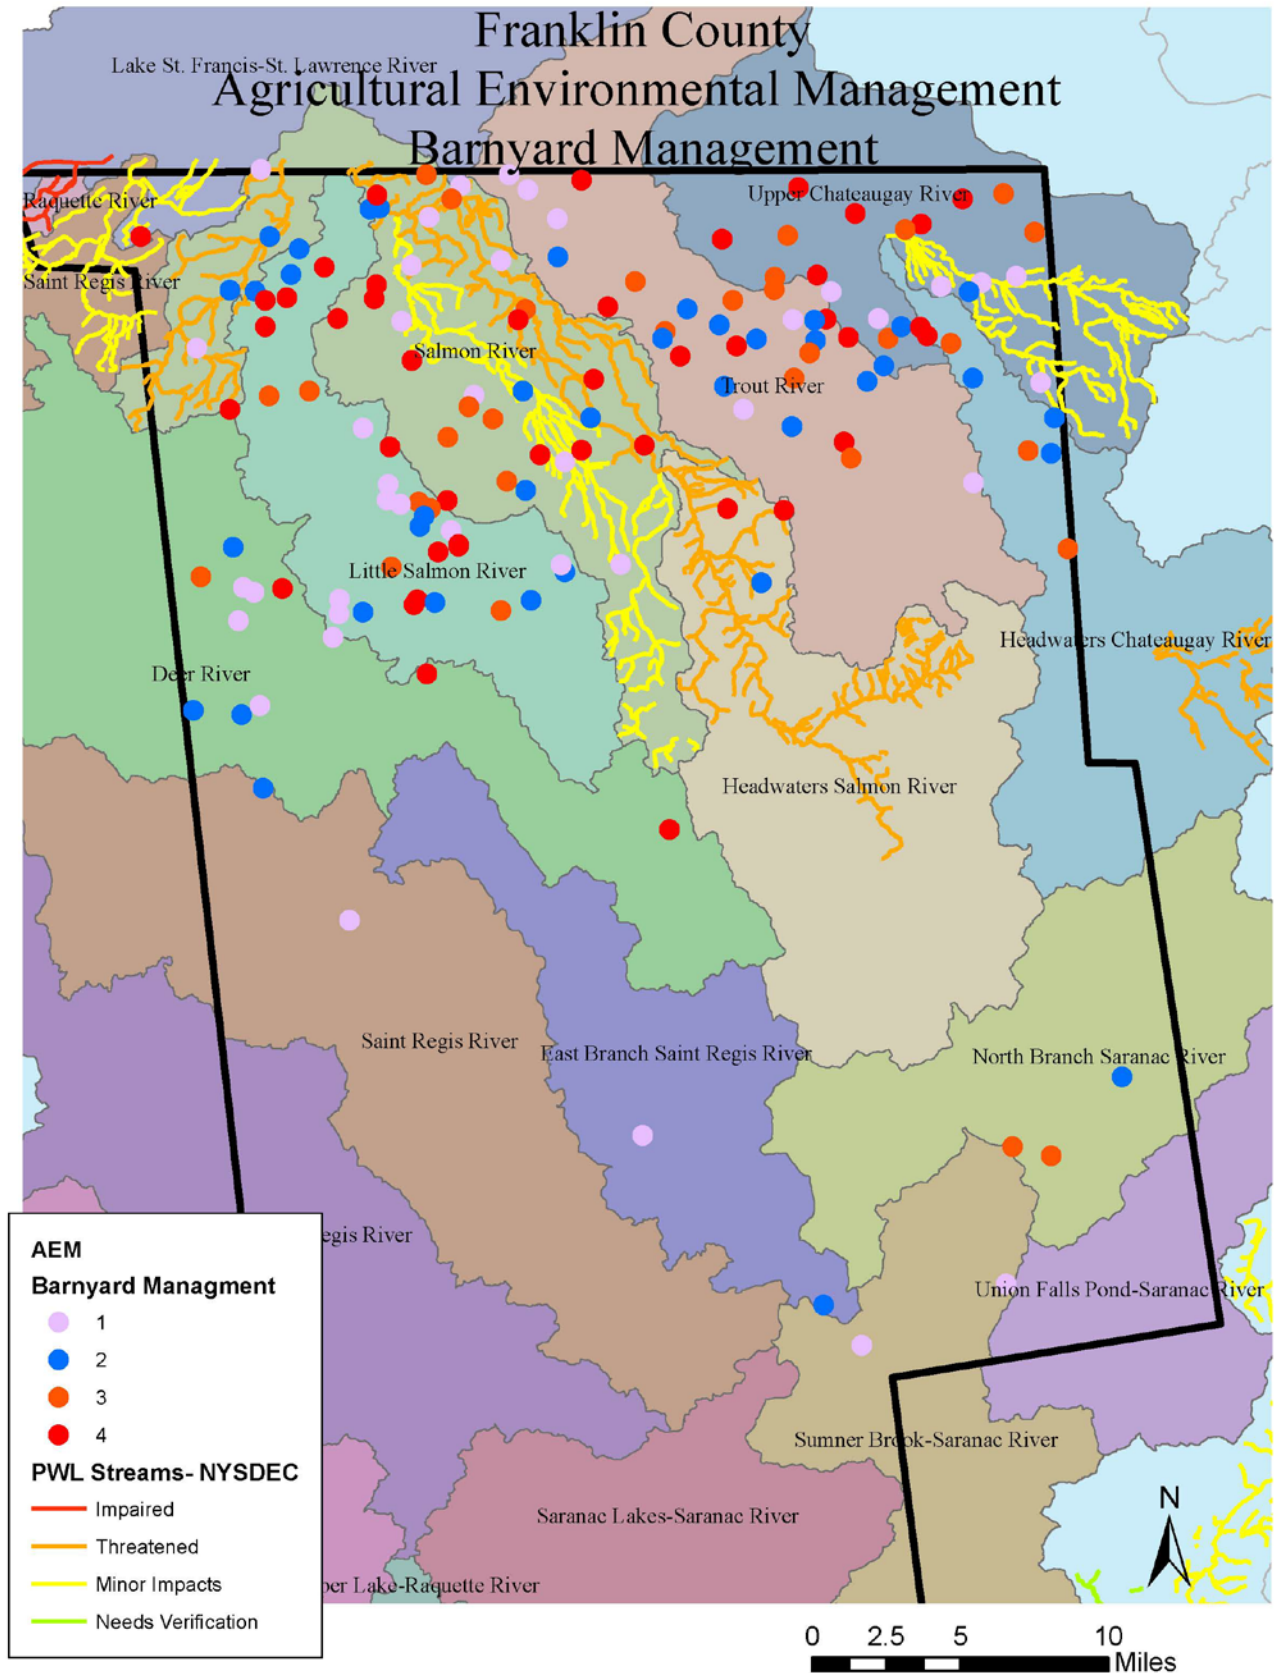 Franklin County
Lake St. Francis-St. Lawrence River
Agricultural Environmental Management
Barnyard Management
Raquette River
Upper Chateaugay River
Saint Regis River
Salmon River
Trout River
Little Salmon River
Headwaters Chateaugay River
Deer River
Headwaters Salmon River
Saint Regis River
East Branch Saint Regis River
North Branch Saranac River
egis River
Union Falls Pond-Saranac River
Sumner Brook-Saranac River
Saranac Lakes-Saranac River
per Lake-Raquette River
AEM
Barnyard Managment
1
2
3
4
PWL Streams- NYSDEC
Impaired
Threatened
Minor Impacts
Needs Verification
N
0 2.5 5 10
Miles